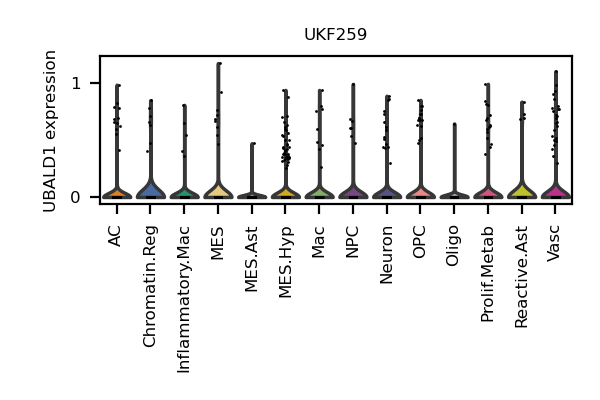 UKF259
UBALD1 expression
1
0
AC
Chromatin.Reg
Inflammatory.Mac
MES
MES.Ast
MES.Hyp
Mac
NPC
Neuron
OPC
Oligo
Prolif.Metab
Reactive.Ast
Vasc